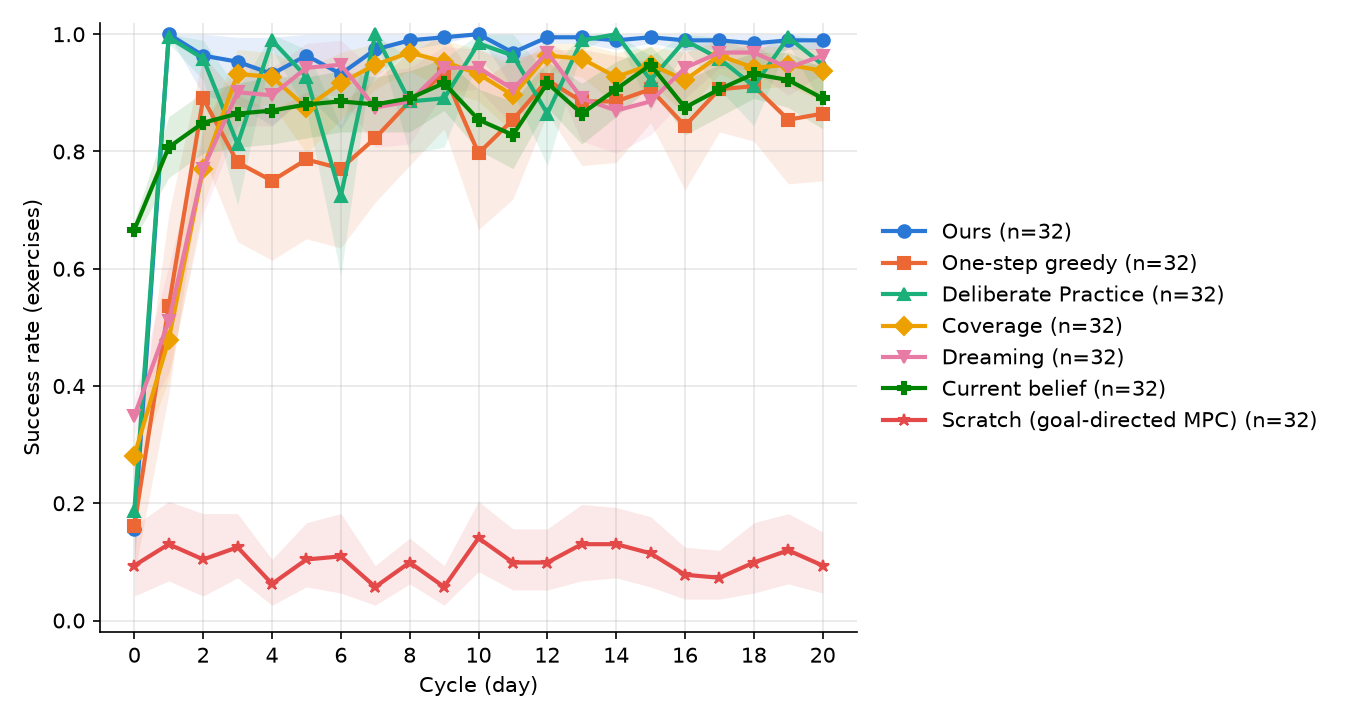 Success rate (exercises)
1.0
0.8
0.6
0.4
0.2
0.0
0 2 4 6 8 10 12 14 16 18 20
Cycle (day)
Ours (n=32)
One-step greedy (n=32)
Deliberate Practice (n=32)
Coverage (n=32)
Dreaming (n=32)
Current belief (n=32)
Scratch (goal-directed MPC) (n=32)